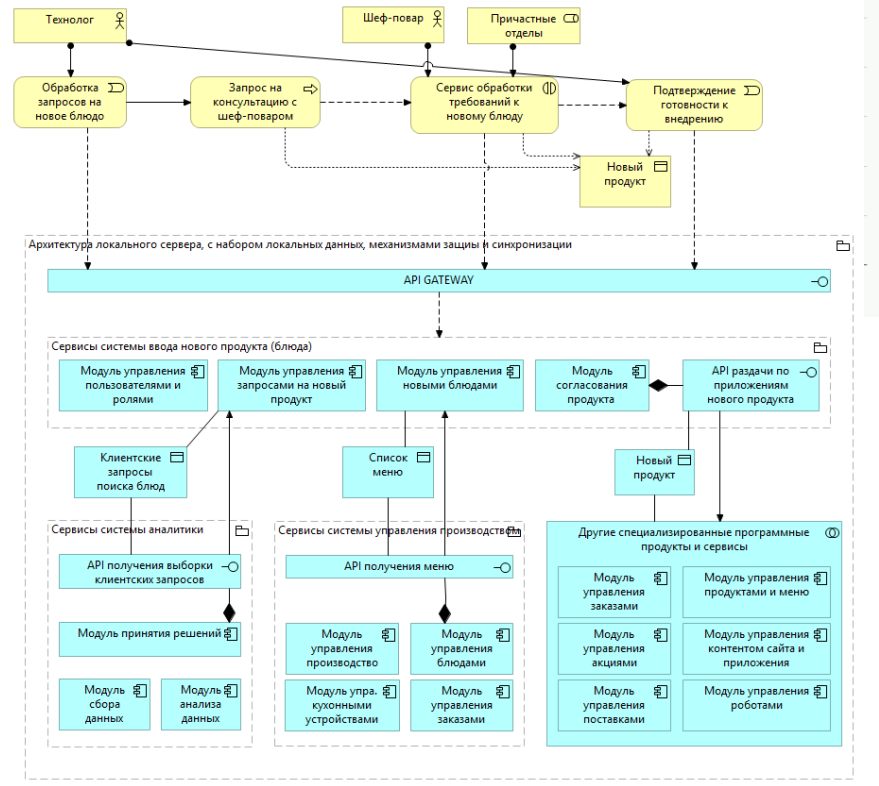 Технолог
Шеф-повар
Причастные
отделы
Обработка
запросов на
новое блюдо
Запрос на
консультацию с
шеф-поваром
Сервис обработки
требований к
новому блюду
Подтверждение
готовности к
внедрению
Новый
продукт
Архитектура локального сервера, с набором локальных данных, механизмами защиы и синхронизации
API GATEWAY
Сервисы системы ввода нового продукта (блюда)
Модуль управления
пользователями и
ролями
Модуль управления
запросами на новый
продукт
Модуль управления
новыми блюдами
Модуль
согласования
продукта
API раздачи по
приложениям
нового продукта
Клиентские
запросы
поиска блюд
Список
меню
Новый
продукт
Сервисы системы аналитики
API получения выборки
клиентских запросов
Модуль принятия решений
Модуль
сбора
данных
Модуль
анализа
данных
Сервисы системы управления производством
API получения меню
Модуль
управления
производство
Модуль
управления
блюдами
Модуль упра.
кухонными
устройствами
Модуль
управления
заказами
Другие специализированные программные
продукты и сервисы
Модуль
управления
заказами
Модуль управления
продуктами и меню
Модуль
управления
акциями
Модуль управления
контентом сайта и
приложения
Модуль
управления
поставками
Модуль управления
роботами